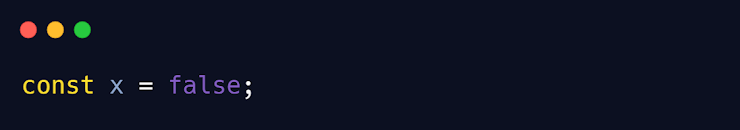 const x = false;